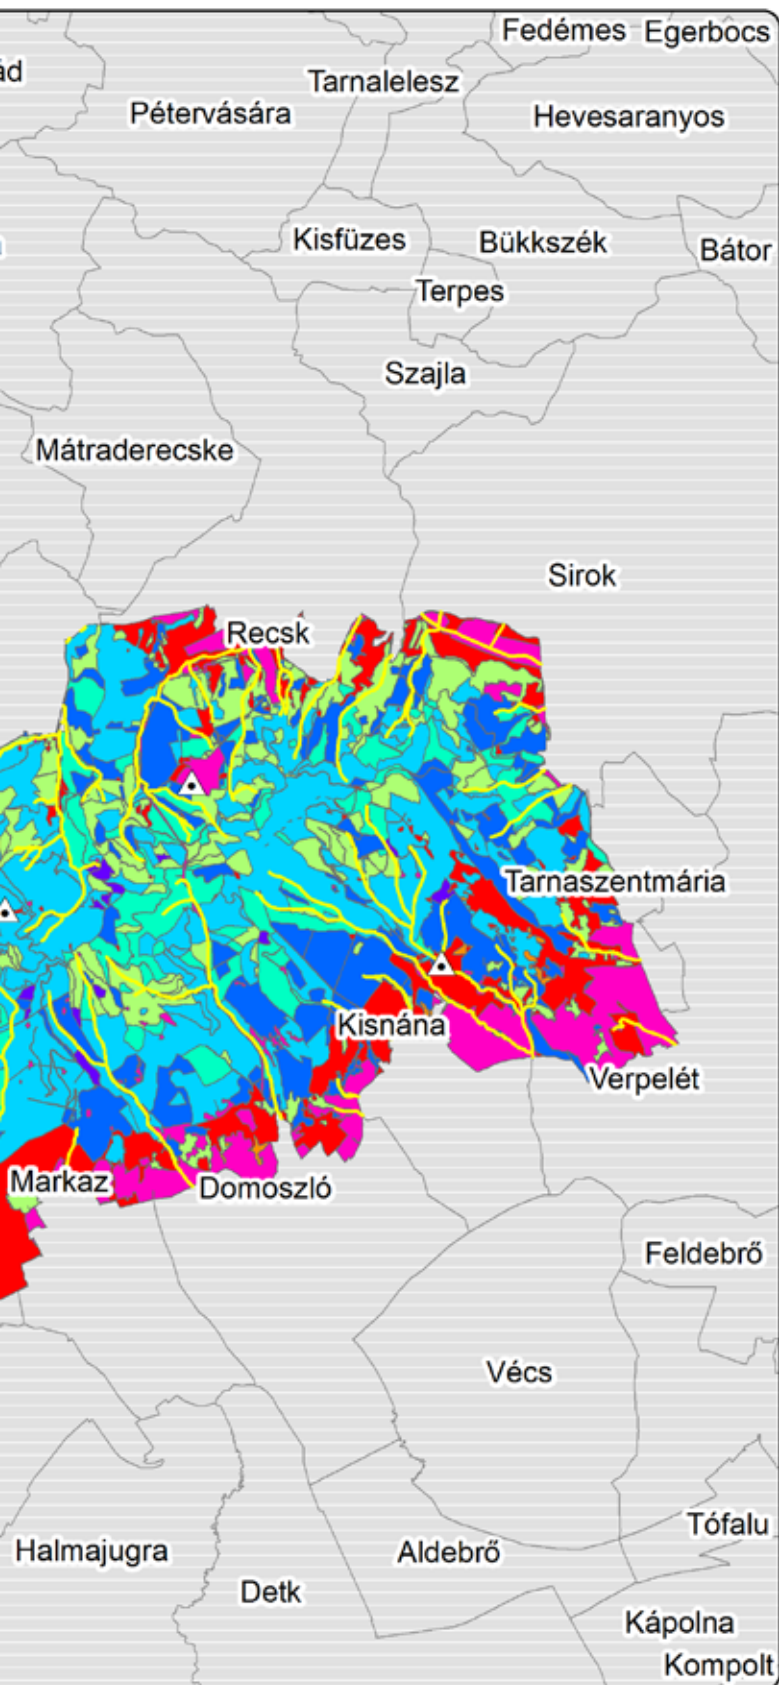 Fedémes
Egerbocs
ád
Tarnalelesz
Pétervására
Hevesaranyos
Kisfüzes
Bükkszék
Bátor
Terpes
Szajla
Mátraderecske
Sirok
Recsk
Tarnaszentmária
Kisnána
Verpelét
Markaz
Domoszló
Feldebrő
Vécs
Tófalu
Halmajugra
Aldebrő
Detk
Kápolna
Kompolt